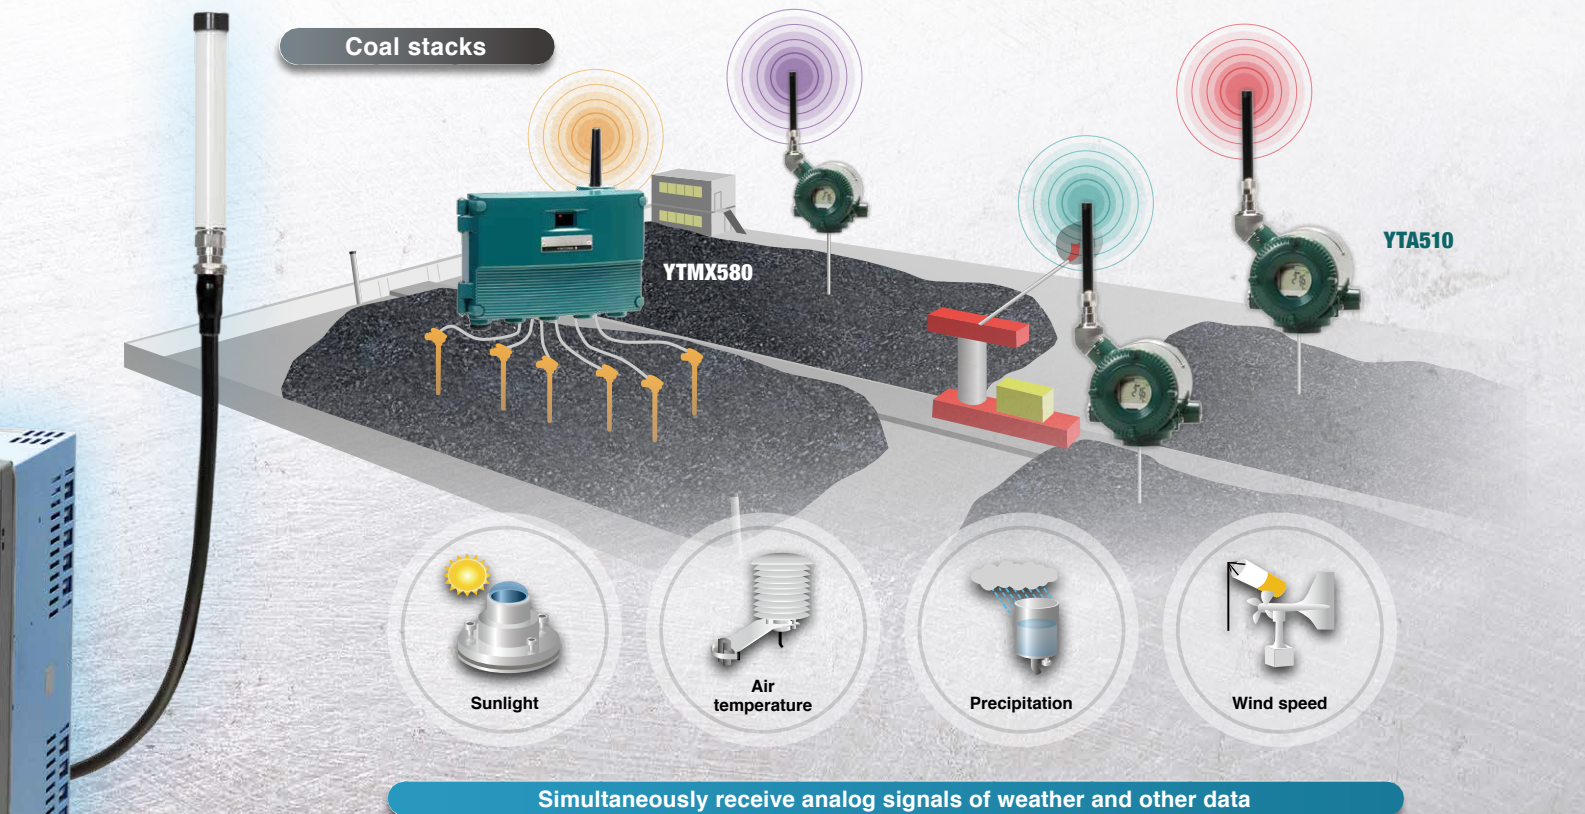 Coal stacks
YTMX580
YTA510
Sunlight
Air
temperature
Precipitation
Wind speed
Simultaneously receive analog signals of weather and other data